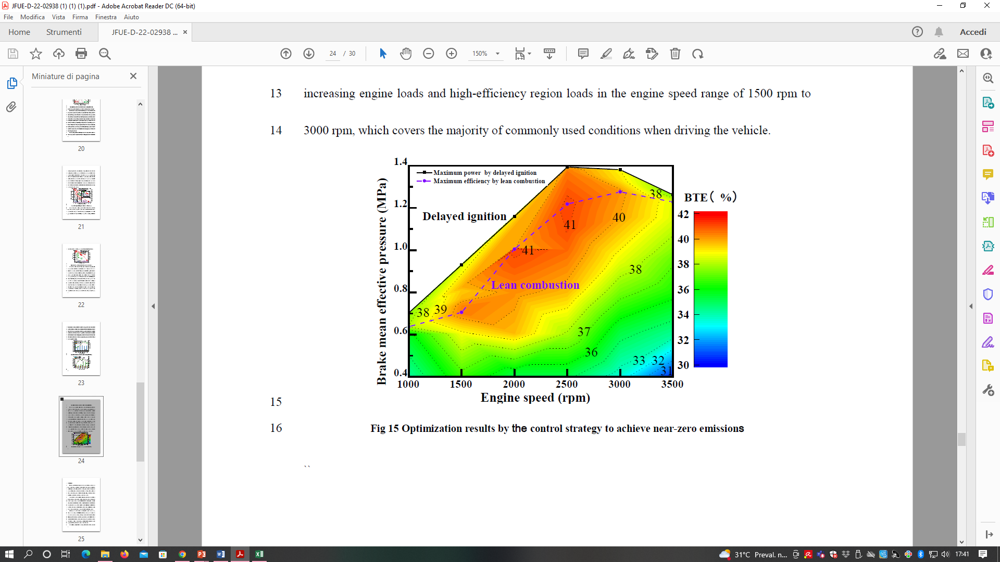 JFUE-D-22-02938 (1) (1) (1).pdf - Adobe Acrobat Reader DC (64-bit)
File Modifica Vista Firma Finestra Aiuto
Home Strumenti JFUE-D-22-02938 ... × Accedi
24 / 30 150%
Miniature di pagina
20
21
22
23
24
25
13 increasing engine loads and high-efficiency region loads in the engine speed range of 1500 rpm to
14 3000 rpm, which covers the majority of commonly used conditions when driving the vehicle.
Brake mean effective pressure (MPa)
1.4
1.2
1.0
0.8
0.6
0.4
Maximum power by delayed ignition
Maximum efficiency by lean combustion
Delayed ignition
Lean combustion
38
40
41
41
38
38 39
37
36
33 32
31
1000 1500 2000 2500 3000 3500
Engine speed (rpm)
BTE( %)
42
40
38
36
34
32
30
15
16 Fig 15 Optimization results by the control strategy to achieve near-zero emissions
``
31°C Preval. n... 17:41